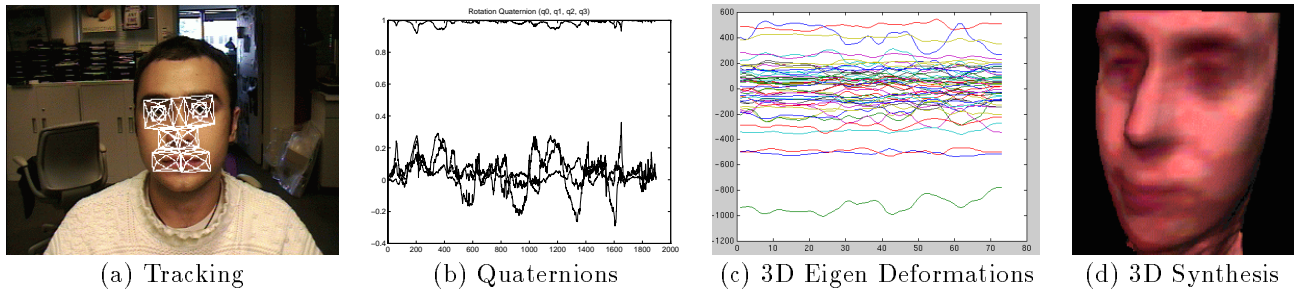 Rotation Quaternion (q0, q1, q2, q3)
1
0.8
0.6
0.4
0.2
0
−0.2
−0.4
0 200 400 600 800 1000 1200 1400 1600 1800 2000
600
400
200
0
-200
-400
-600
-800
-1000
-1200
0 10 20 30 40 50 60 70 80
(a) Tracking
(b) Quaternions
(c) 3D Eigen Deformations
(d) 3D Synthesis